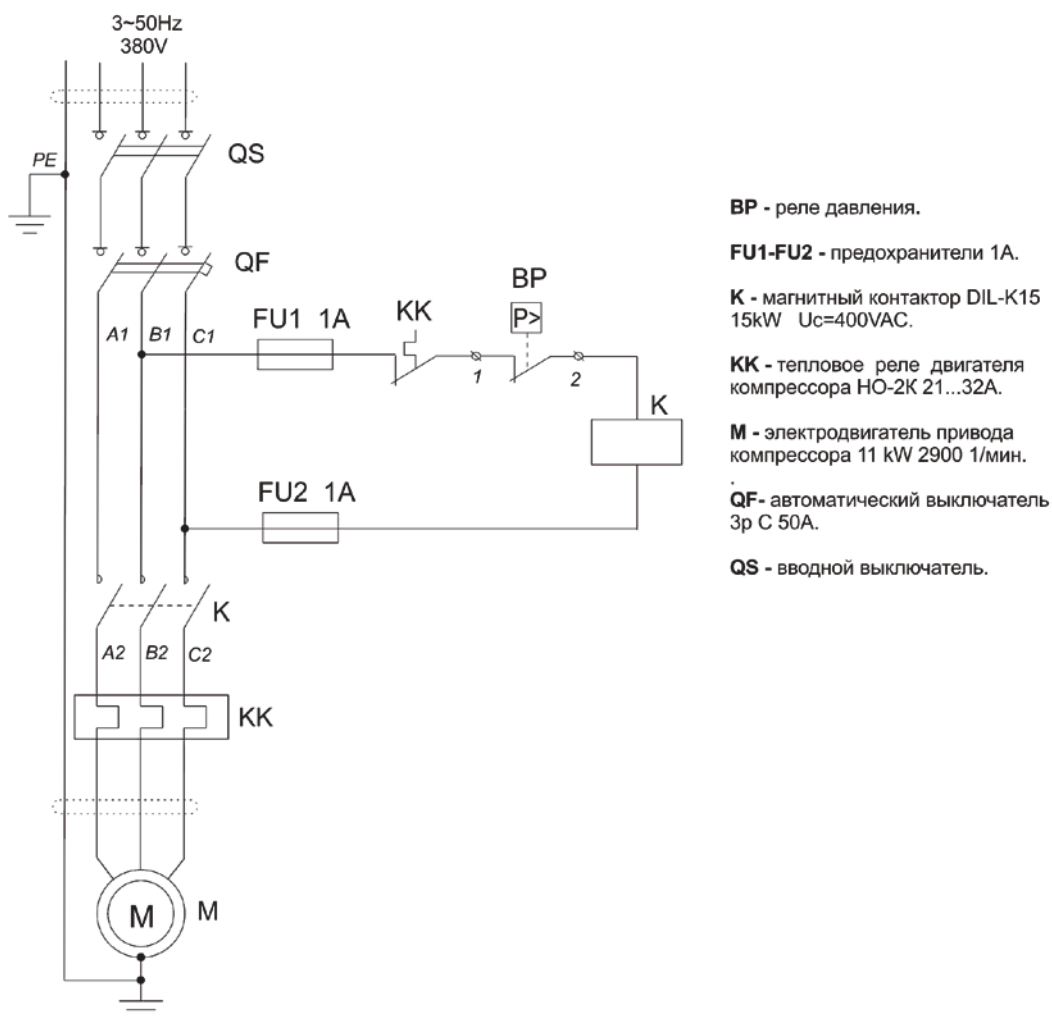 3~50Hz
380V
QS
PE
QF
BP
FU1 1A
KK
P>
A1 B1 C1
1
2
K
FU2 1A
K
A2 B2 C2
KK
M
M
BP - реле давления.
FU1-FU2 - предохранители 1А.
K - магнитный контактор DIL-K15
15kW Uc=400VAC.
KK - тепловое реле двигателя
компрессора НО-2К 21...32А.
M - электродвигатель привода
компрессора 11 kW 2900 1/мин.
.
QF- автоматический выключатель
3р С 50А.
QS - вводной выключатель.